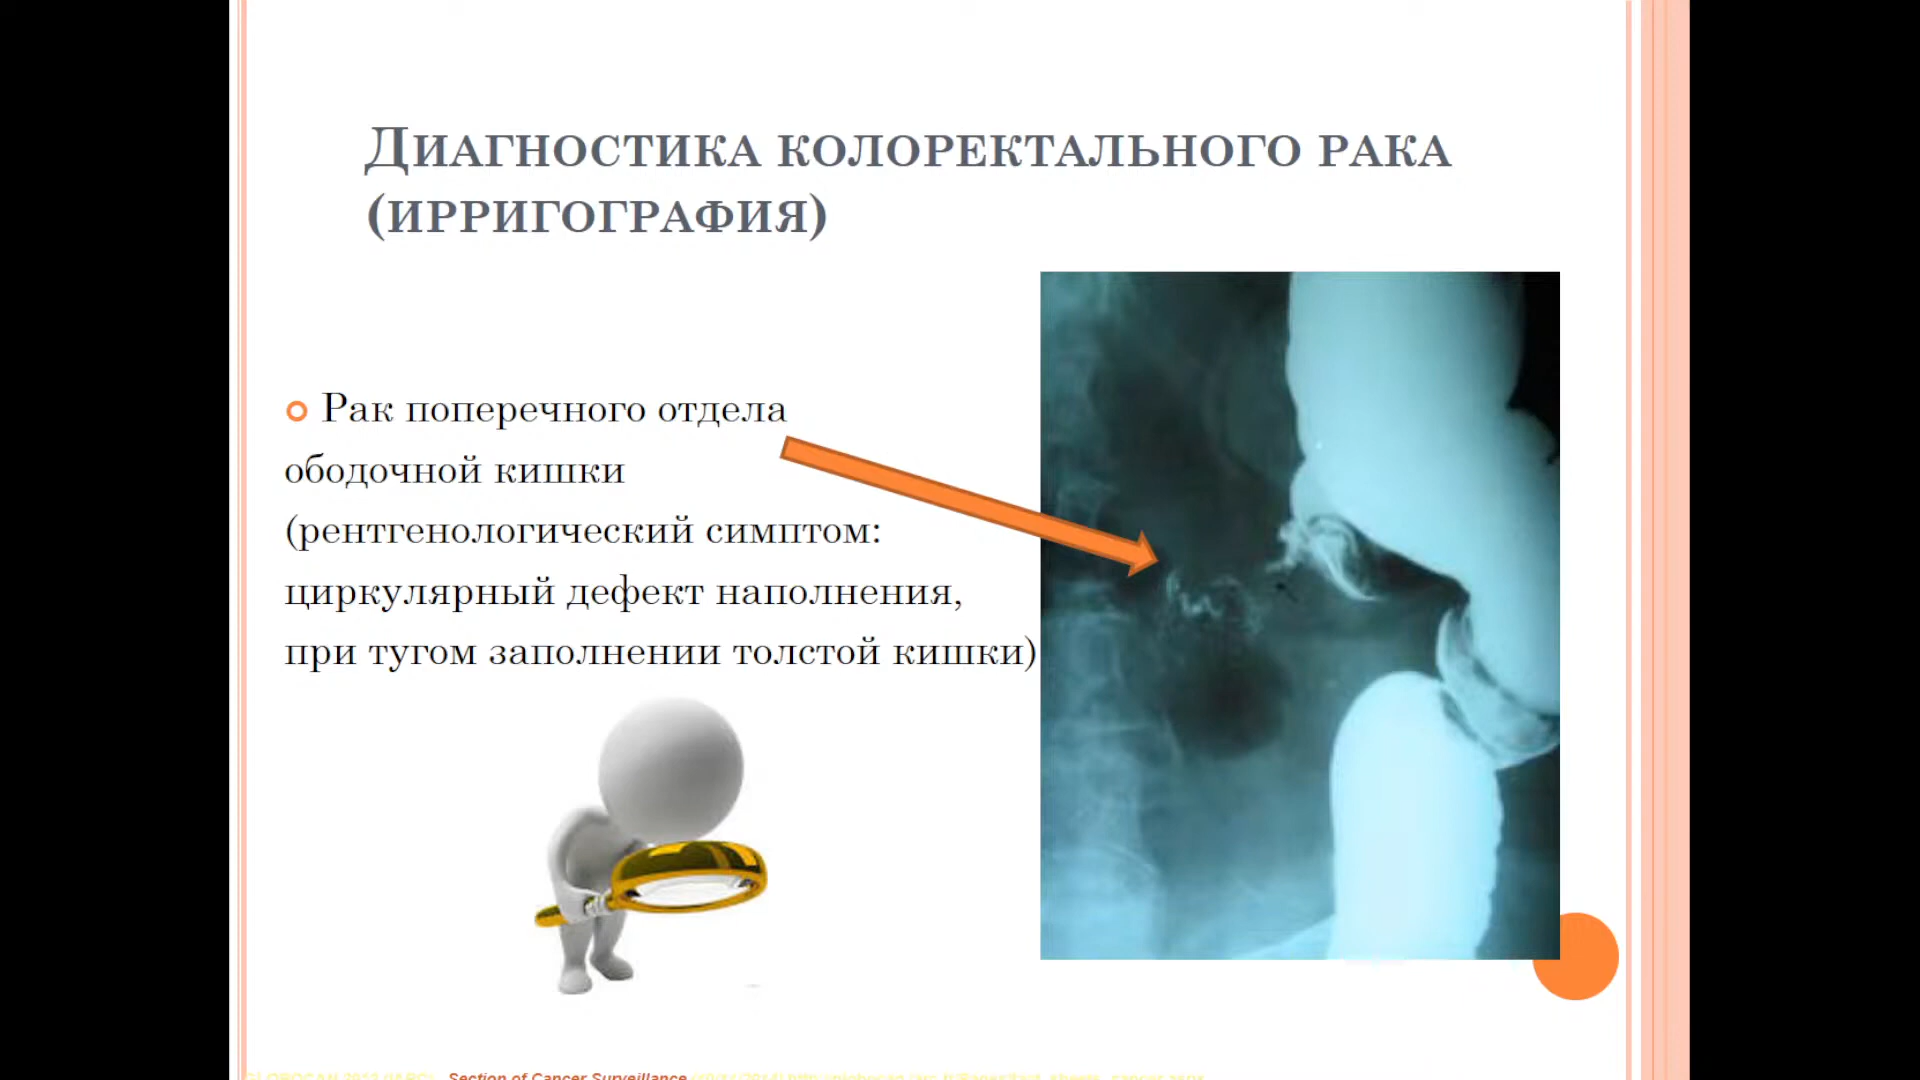 Диагностика колоректального рака
(ирригография)
Рак поперечного отдела
ободочной кишки
(рентгенологический симптом:
циркулярный дефект наполнения,
при тугом заполнении толстой кишки)
Section of Cancer Surveillance